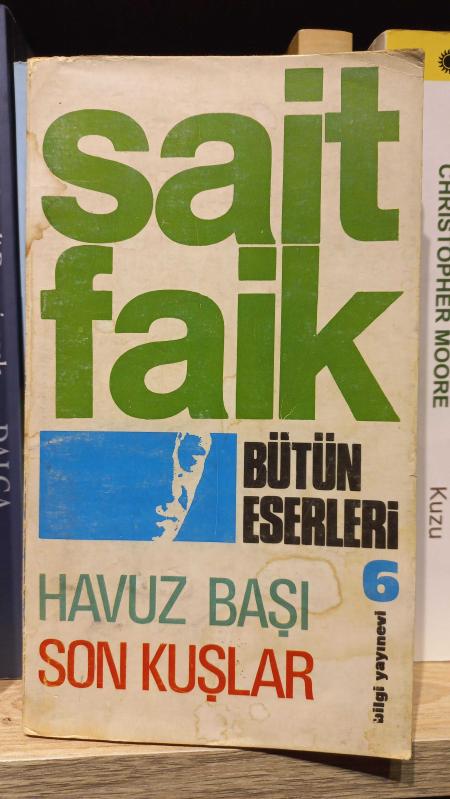 sait
faik
BÜTÜN
ESERLERİ
6
HAVUZ BAŞI
SON KUŞLAR
bilgi yayınevi
CHRISTOPHER MOORE
Kuzu